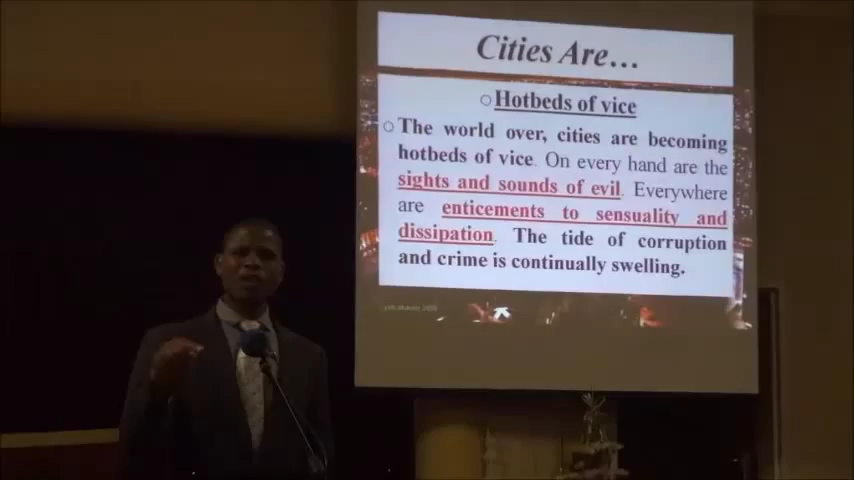 Cities Are...
○Hotbeds of vice
○The world over, cities are becoming
hotbeds of vice. On every hand are the
sights and sounds of evil. Everywhere
are enticements to sensuality and
dissipation. The tide of corruption
and crime is continually swelling.